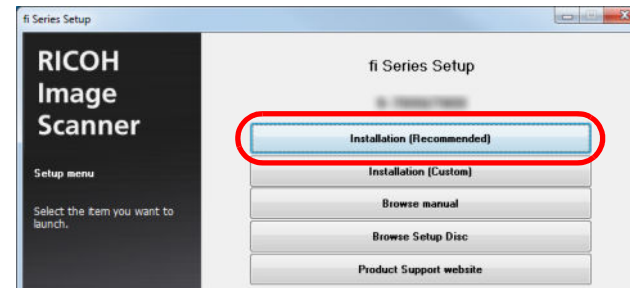 fi Series Setup
RICOH
Image
Scanner
Setup menu
Select the item you want to
launch.
fi Series Setup
Installation (Recommended)
Installation (Custom)
Browse manual
Browse Setup Disc
Product Support website